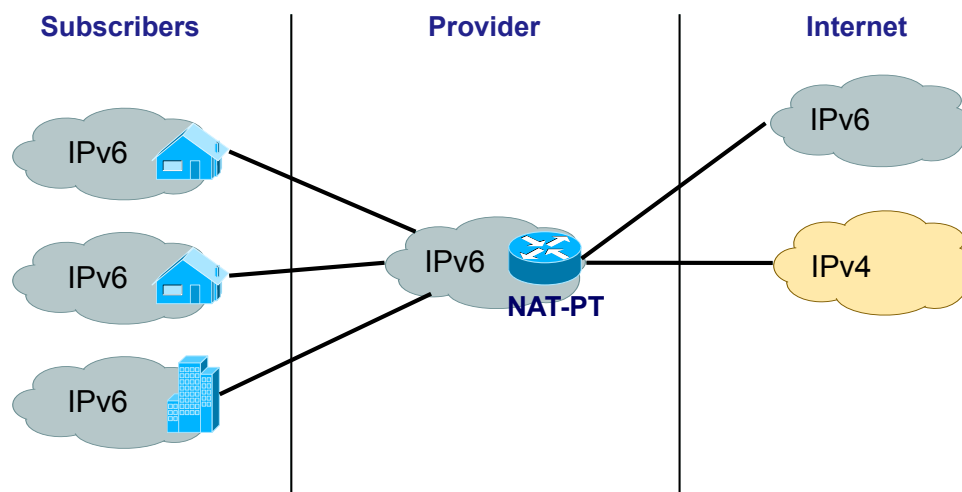 Subscribers
Provider
Internet
IPv6
IPv6
IPv6
IPv6
NAT-PT
IPv6
IPv4